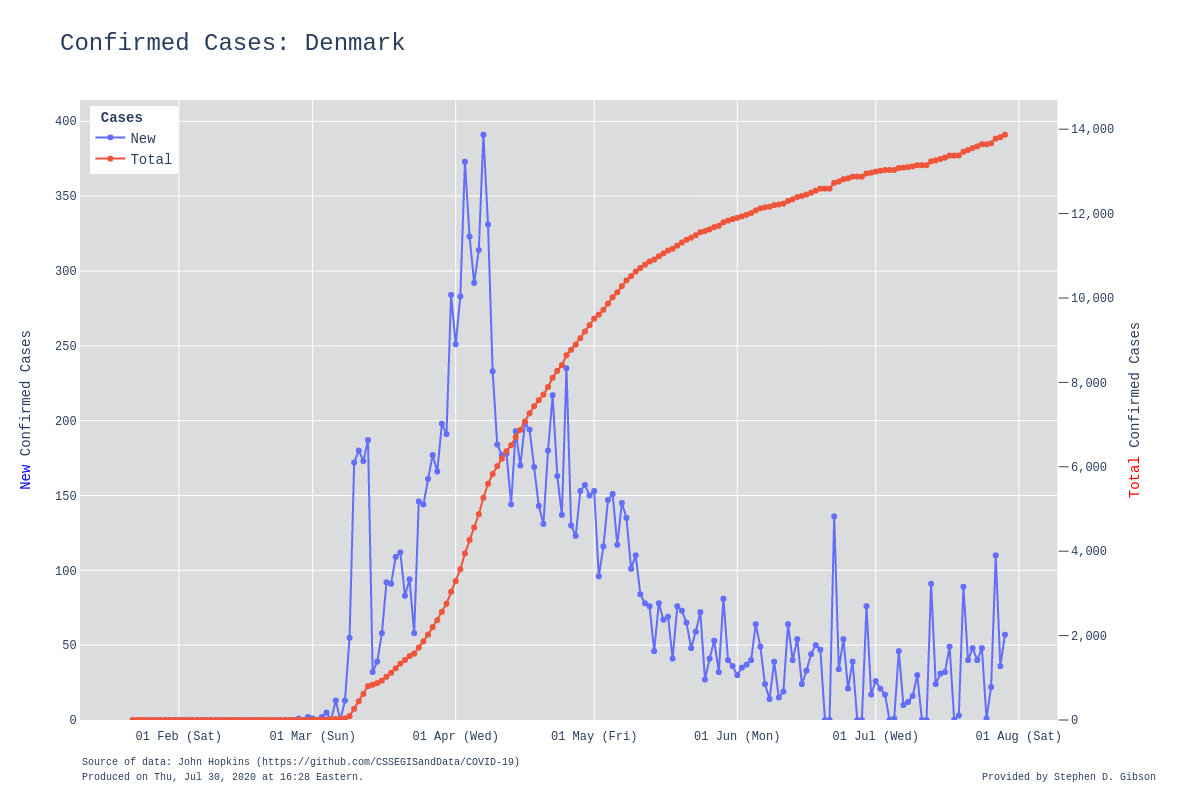 Confirmed Cases: Denmark
Cases
New
Total
400
350
300
250
200
150
100
50
0
New Confirmed Cases
14,000
12,000
10,000
8,000
6,000
4,000
2,000
0
Total Confirmed Cases
01 Feb (Sat)
01 Mar (Sun)
01 Apr (Wed)
01 May (Fri)
01 Jun (Mon)
01 Jul (Wed)
01 Aug (Sat)
Source of data: John Hopkins (https://github.com/CSSEGISandData/COVID-19)
Produced on Thu, Jul 30, 2020 at 16:28 Eastern.
Provided by Stephen D. Gibson